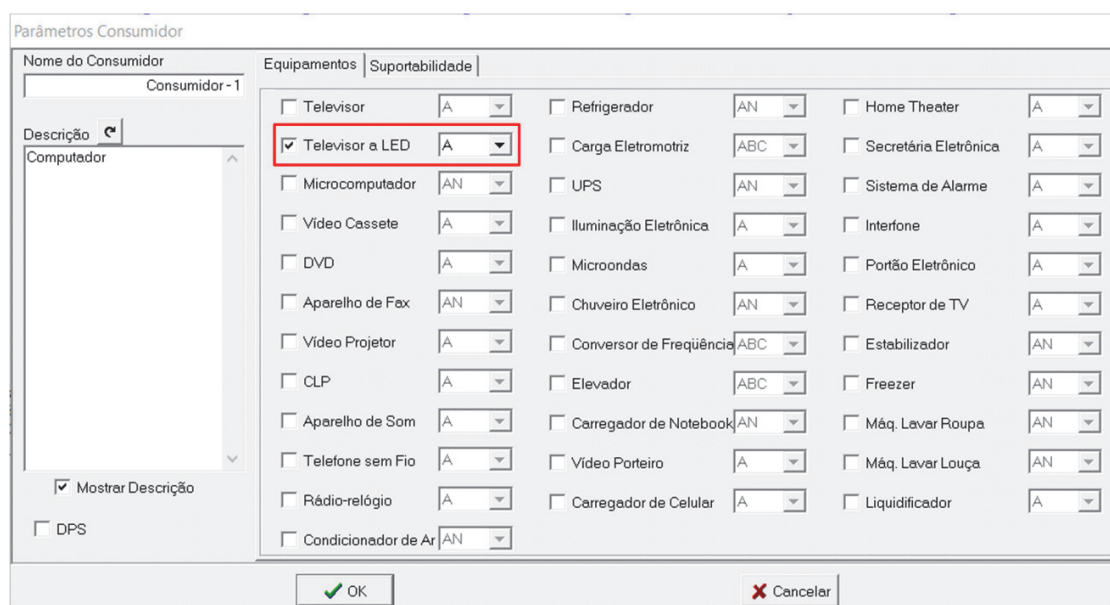 Parâmetros Consumidor
Nome do Consumidor
Consumidor-1
Descrição
Computador
Mostrar Descrição
DPS
Equipamentos Suportabilidade
Televisor A Refrigerador AN Home Theater A
Televisor a LED A Carga Eletromotriz ABC Secretária Eletrônica A
Microcomputador AN UPS AN Sistema de Alarme A
Vídeo Cassete A Iluminação Eletrônica A Interfone A
DVD A Microondas A Portão Eletrônico A
Aparelho de Fax AN Chuveiro Eletrônico AN Receptor de TV A
Vídeo Projetor A Conversor de Freqüência ABC Estabilizador AN
CLP A Elevador ABC Freezer AN
Aparelho de Som A Carregador de Notebook AN Máq. Lavar Roupa AN
Telefone sem Fio A Vídeo Porteiro A Máq. Lavar Louça AN
Rádio-relógio A Carregador de Celular A Liquidificador A
Condicionador de Ar AN
OK Cancelar